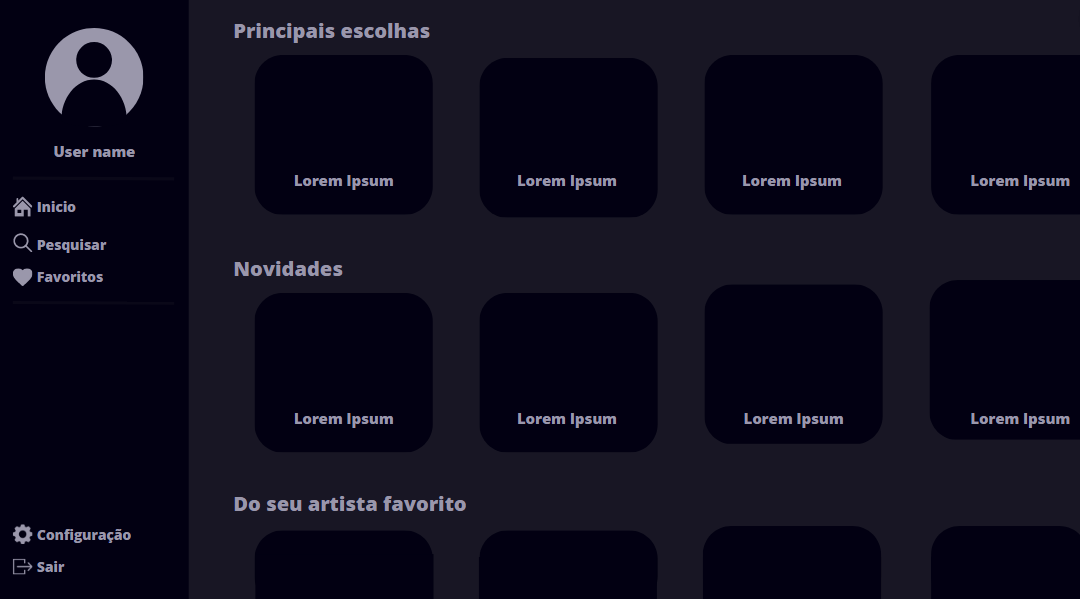 User name
Inicio
Pesquisar
Favoritos
Configuração
Sair
Principais escolhas
Lorem Ipsum
Lorem Ipsum
Lorem Ipsum
Lorem Ipsum
Novidades
Lorem Ipsum
Lorem Ipsum
Lorem Ipsum
Lorem Ipsum
Do seu artista favorito